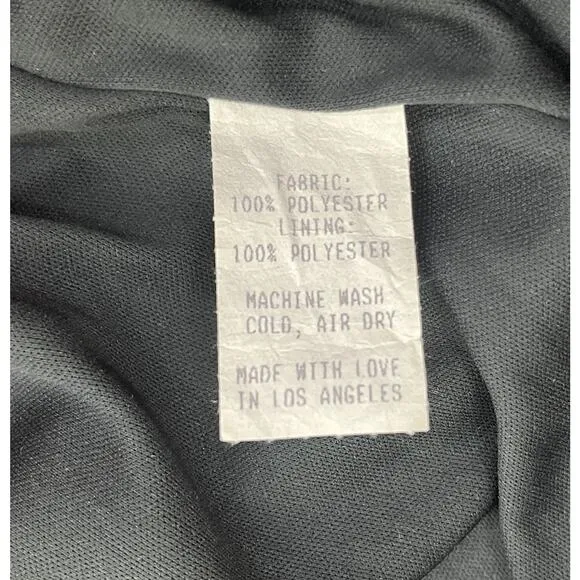 FABRIC:
100% POLYESTER
LINING:
100% POLYESTER
MACHINE WASH
COLD, AIR DRY
MADE WITH LOVE
IN LOS ANGELES